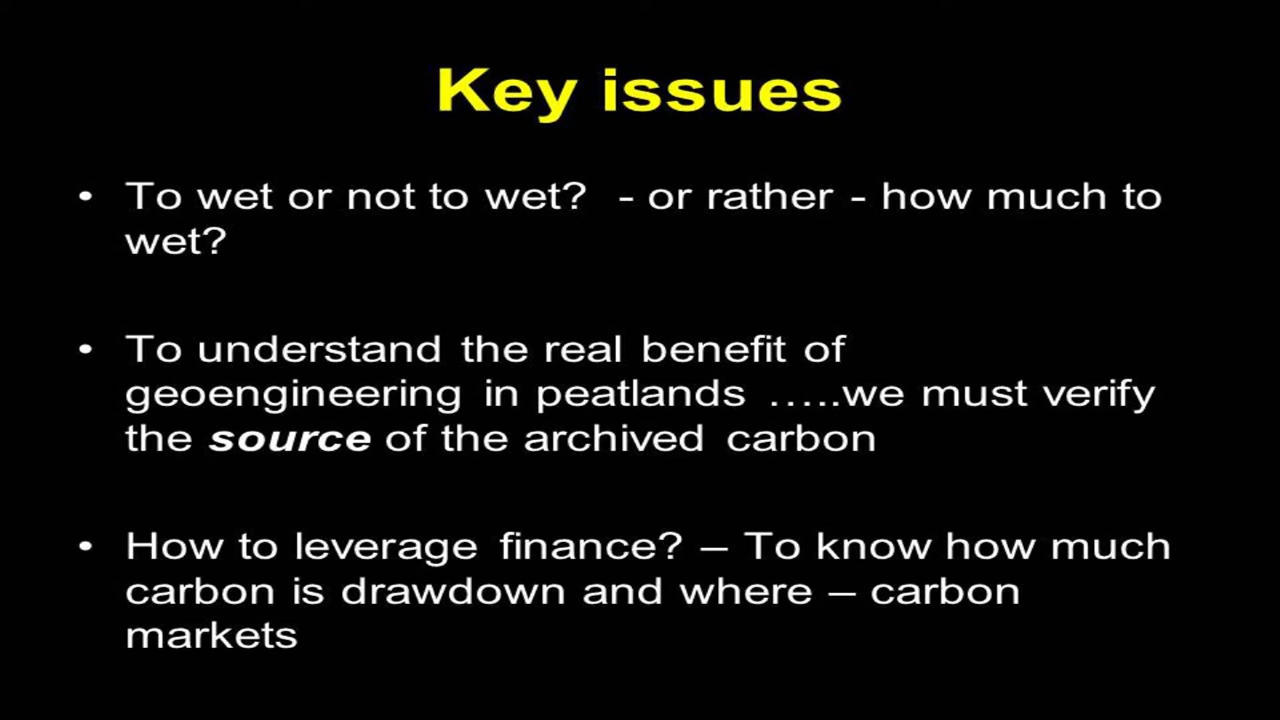 Key issues
• To wet or not to wet? - or rather - how much to
wet?
• To understand the real benefit of
geoengineering in peatlands …..we must verify
the source of the archived carbon
• How to leverage finance? – To know how much
carbon is drawdown and where – carbon
markets